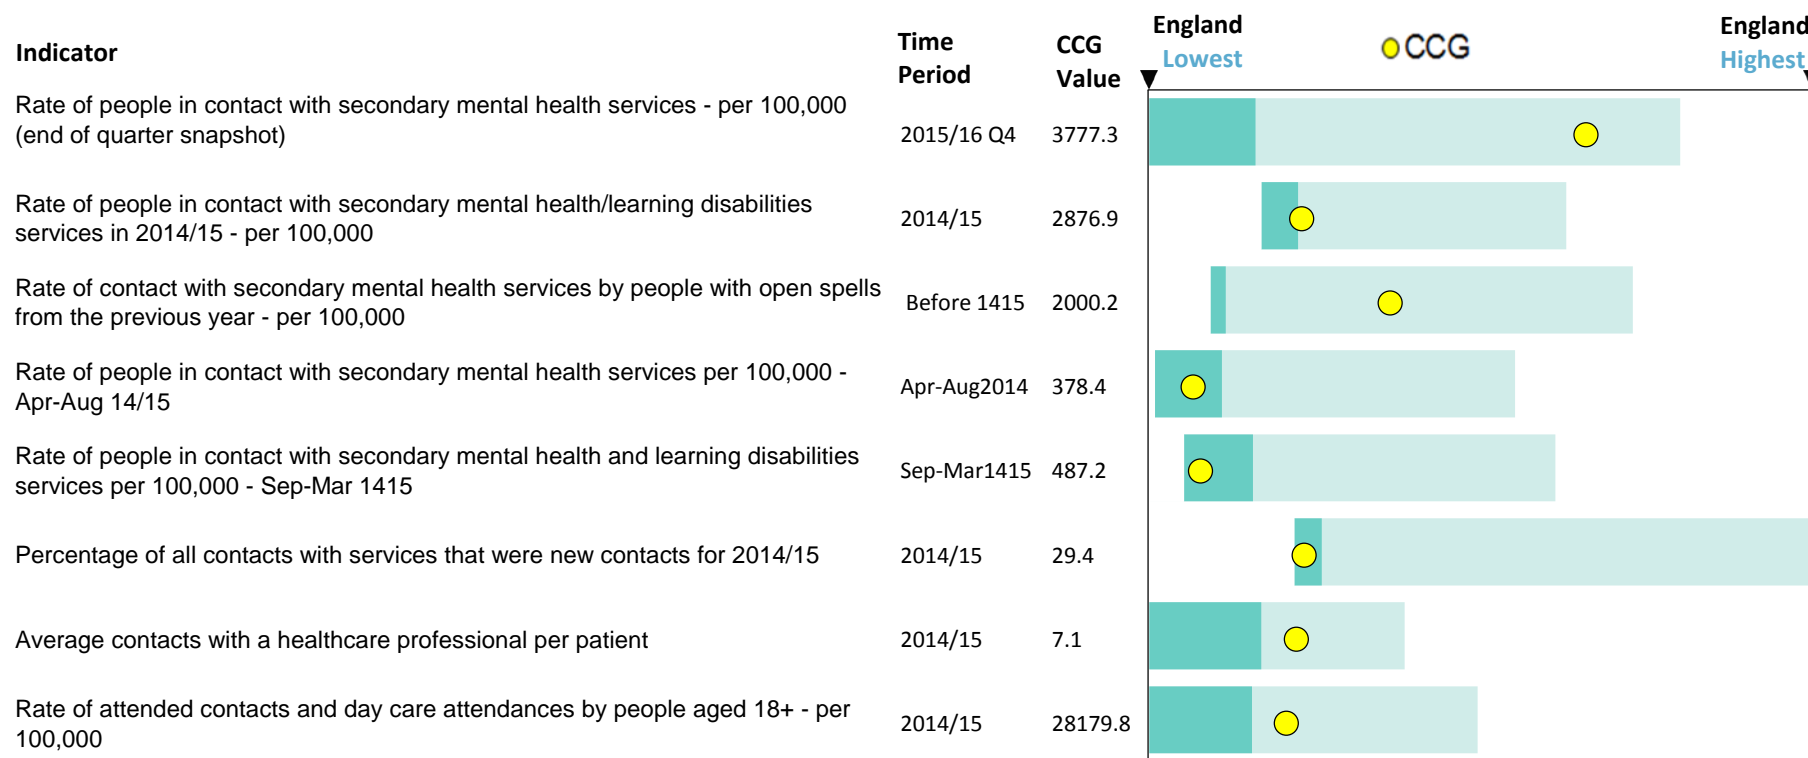 England England
Indicator Time CCG CCG
Period Value Lowest Highest
Rate of people in contact with secondary mental health services - per 100,000
(end of quarter snapshot) 2015/16 Q4 3777.3
Rate of people in contact with secondary mental health/learning disabilities
services in 2014/15 - per 100,000 2014/15 2876.9
Rate of contact with secondary mental health services by people with open spells
from the previous year - per 100,000 Before 1415 2000.2
Rate of people in contact with secondary mental health services per 100,000 -
Apr-Aug 14/15 Apr-Aug2014 378.4
Rate of people in contact with secondary mental health and learning disabilities
services per 100,000 - Sep-Mar 1415 Sep-Mar1415 487.2
Percentage of all contacts with services that were new contacts for 2014/15 2014/15 29.4
Average contacts with a healthcare professional per patient 2014/15 7.1
Rate of attended contacts and day care attendances by people aged 18+ - per
100,000 2014/15 28179.8